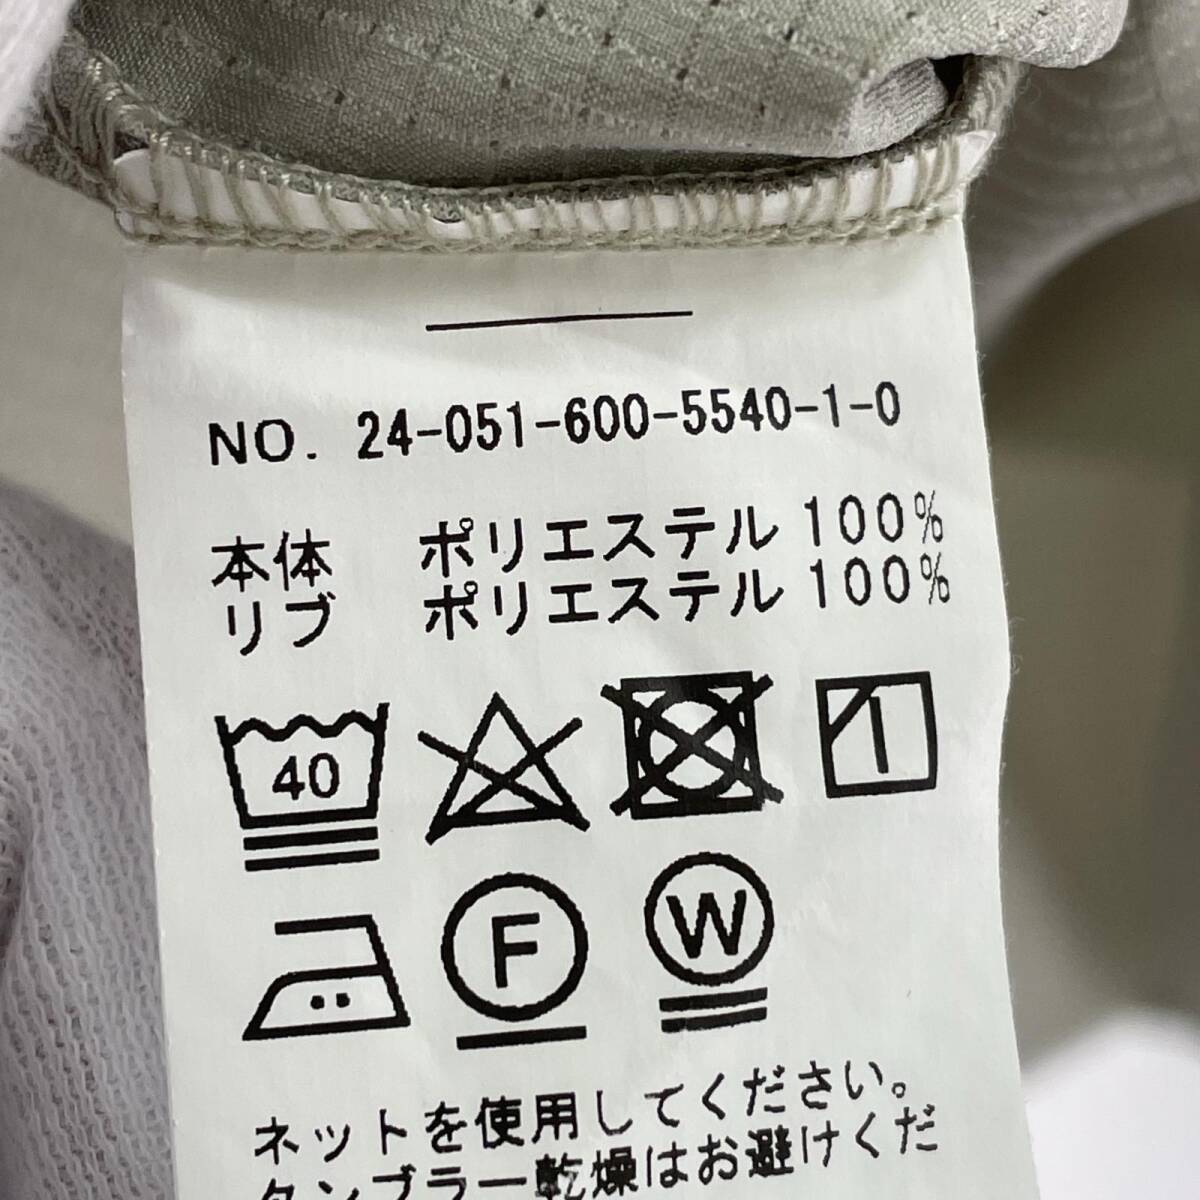 NO. 24-051-600-5540-1-0
本体 ポリエステル 100%
リブ ポリエステル 100%
40
F W
ネットを使用してください。
タンブラー乾燥はお避けくだ